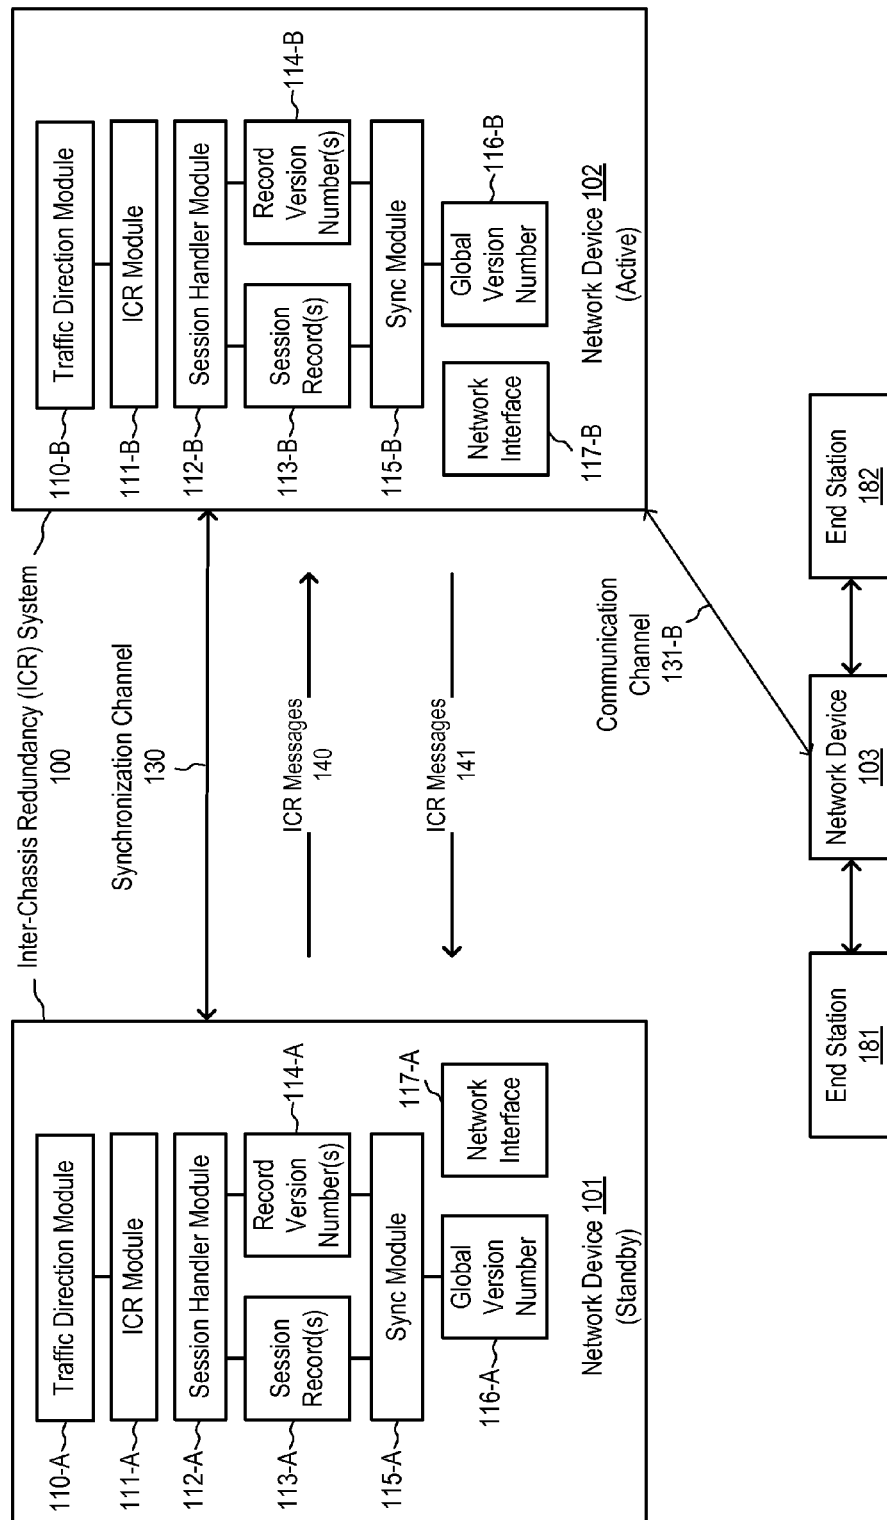 Inter-Chassis Redundancy (ICR) System
100
110-A
Traffic Direction Module
111-A
ICR Module
112-A
Session Handler Module
113-A
Session
Record(s)
Record
Version
Number(s)
114-A
115-A
Sync Module
116-A
Global
Version
Number
117-A
Network
Interface
Network Device 101
(Standby)
Synchronization Channel
130
ICR Messages
140
ICR Messages
141
110-B
Traffic Direction Module
111-B
ICR Module
112-B
Session Handler Module
113-B
Session
Record(s)
Record
Version
Number(s)
114-B
115-B
Sync Module
Network
Interface
117-B
Global
Version
Number
116-B
Network Device 102
(Active)
Communication
Channel
131-B
End Station
181
Network Device
103
End Station
182